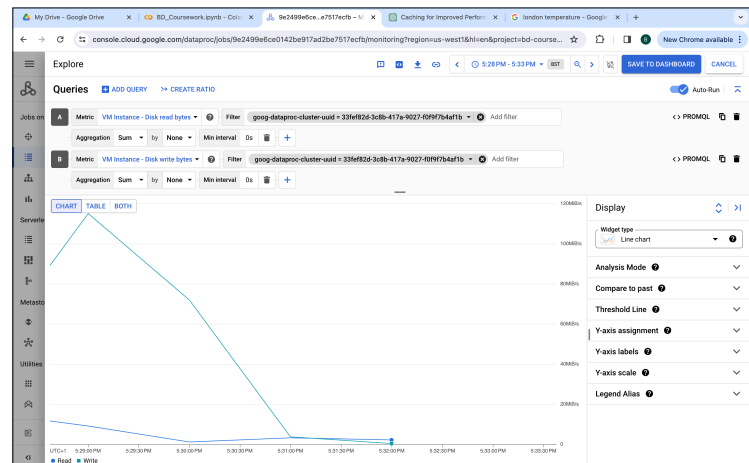 My Drive - Google Drive
BD_Coursework.ipynb - Cola
9e2499e6ce...e7517ecfb – M
Caching for Improved Perform
london temperature - Google
console.cloud.google.com/dataproc/jobs/9e2499e6ce0142be917ad2be7517ecfb/monitoring?region=us-west1&hl=en&project=bd-course...
New Chrome available
Explore
5:28 PM - 5:33 PM
BST
SAVE TO DASHBOARD
CANCEL
Queries
ADD QUERY
CREATE RATIO
Auto-Run
Jobs on
A
Metric
VM Instance - Disk read bytes
Filter
goog-dataproc-cluster-uuid = 33fef82d-3c8b-417a-9027-f0f9f7b4af1b
Add filter
<> PROMQL
Aggregation
Sum
by
None
Min interval
0s
B
Metric
VM Instance - Disk write bytes
Filter
goog-dataproc-cluster-uuid = 33fef82d-3c8b-417a-9027-f0f9f7b4af1b
Add filter
<> PROMQL
Aggregation
Sum
by
None
Min interval
0s
Serverle
Metasto
Utilities
CHART
TABLE
BOTH
120MiB/s
100MiB/s
80MiB/s
60MiB/s
40MiB/s
20MiB/s
0
UTC+1
5:29:00 PM
5:29:30 PM
5:30:00 PM
5:30:30 PM
5:31:00 PM
5:31:30 PM
5:32:00 PM
5:32:30 PM
5:33:00 PM
5:33:30 PM
Read
Write
Display
Widget type
Line chart
Analysis Mode
Compare to past
Threshold Line
Y-axis assignment
Y-axis labels
Y-axis scale
Legend Alias